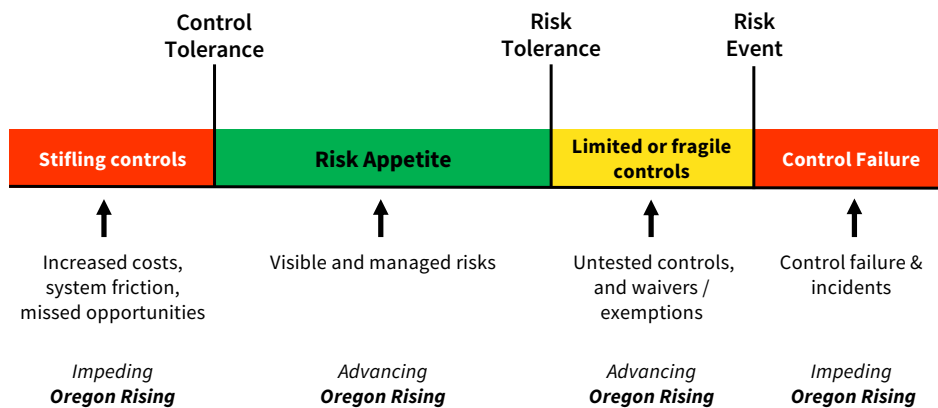 Control
Tolerance
Risk
Tolerance
Risk
Event
Stifling controls
Risk Appetite
Limited or fragile
controls
Control Failure
Increased costs,
system friction,
missed opportunities
Visible and managed risks
Untested controls,
and waivers /
exemptions
Control failure &
incidents
Impeding
Oregon Rising
Advancing
Oregon Rising
Advancing
Oregon Rising
Impeding
Oregon Rising